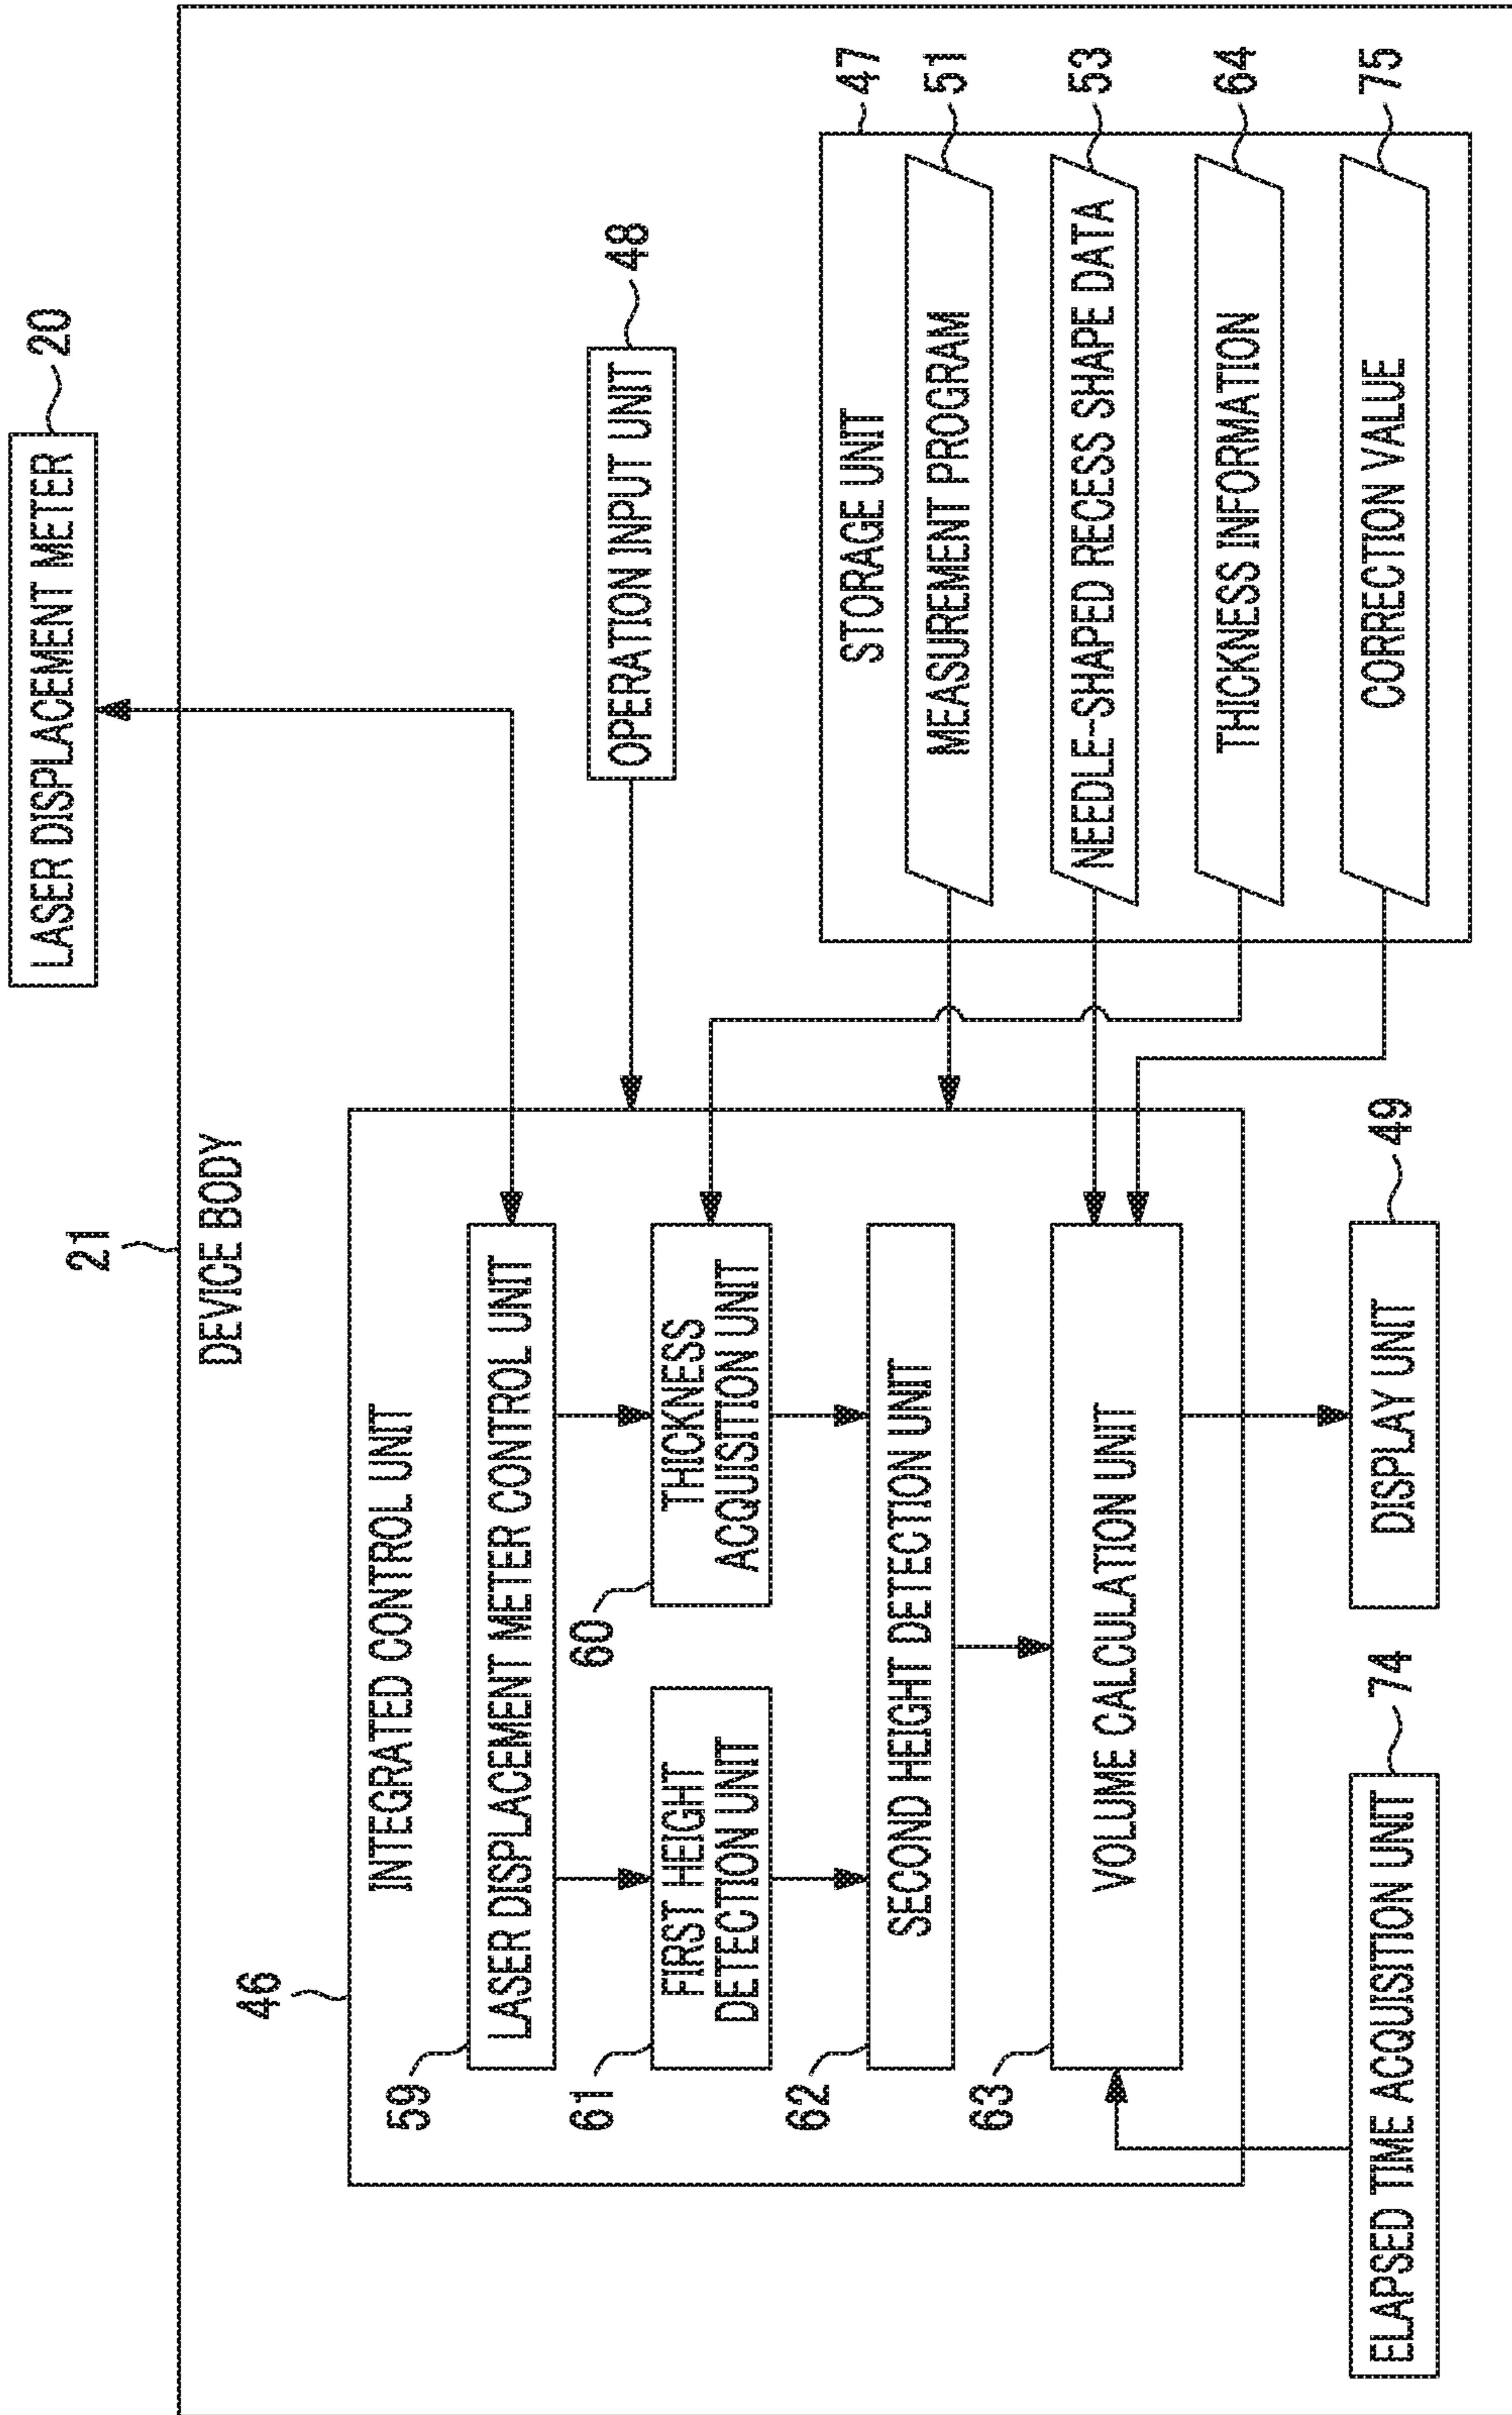 LASER DISPLACEMENT METER
20
21
DEVICE BODY
46
INTEGRATED CONTROL UNIT
59
LASER DISPLACEMENT METER CONTROL UNIT
61
FIRST HEIGHT
DETECTION UNIT
60
THICKNESS
ACQUISITION UNIT
62
SECOND HEIGHT DETECTION UNIT
63
VOLUME CALCULATION UNIT
OPERATION INPUT UNIT
48
47
STORAGE UNIT
MEASUREMENT PROGRAM
51
NEEDLE-SHAPED RECESS SHAPE DATA
53
THICKNESS INFORMATION
64
CORRECTION VALUE
75
ELAPSED TIME ACQUISITION UNIT
74
DISPLAY UNIT
49